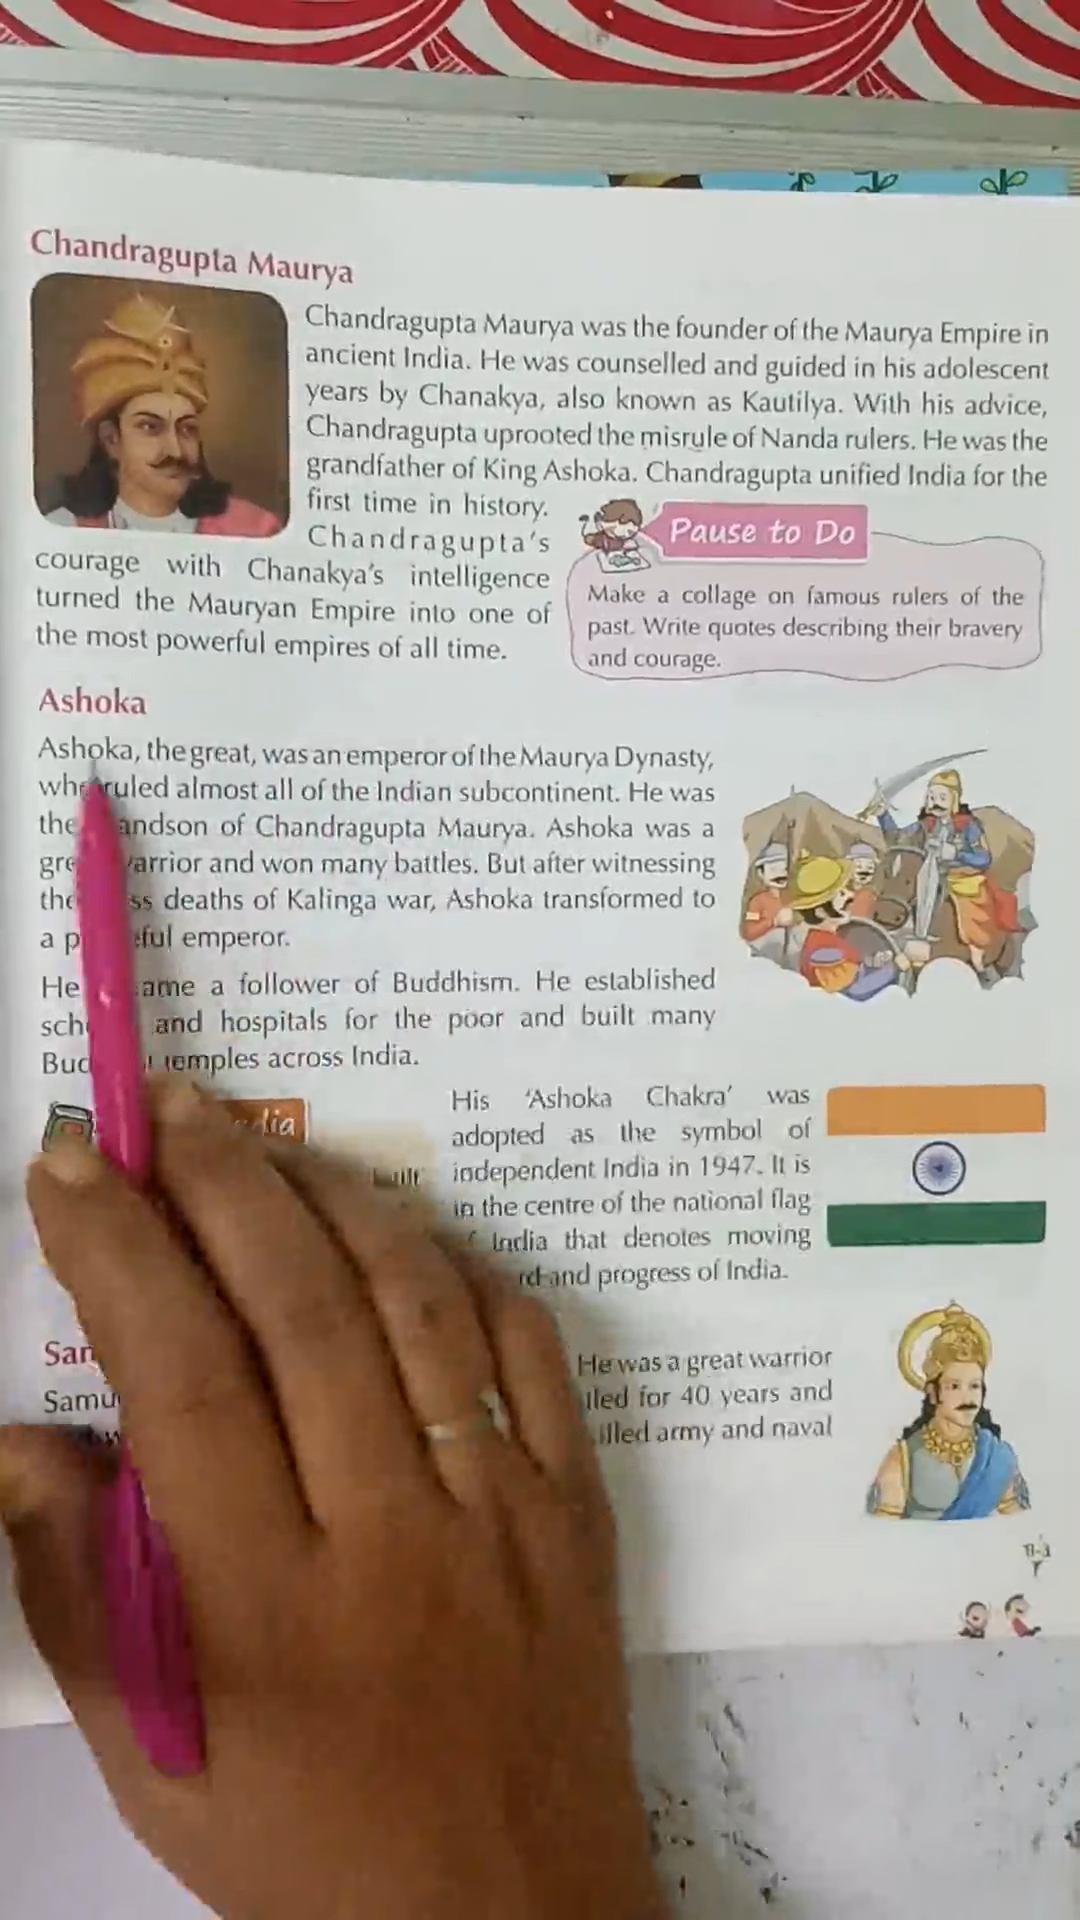 Chandragupta Maurya
Chandragupta Maurya was the founder of the Maurya Empire in
ancient India. He was counselled and guided in his adolescent
years by Chanakya, also known as Kautilya. With his advice,
Chandragupta uprooted the misrule of Nanda rulers. He was the
grandfather of King Ashoka. Chandragupta unified India for the
first time in history.
Chandragupta's
courage with Chanakya's intelligence
turned the Mauryan Empire into one of
the most powerful empires of all time.
Pause to Do
Make a collage on famous rulers of the
past. Write quotes describing their bravery
and courage.
Ashoka
Ashoka, the great, was an emperor of the Maurya Dynasty,
ruled almost all of the Indian subcontinent. He was
the of Chandragupta Maurya. Ashoka was a
and won many battles. But after witnessing
deaths of Kalinga war, Ashoka transformed to
a emperor.
He a follower of Buddhism. He established
and hospitals for the poor and built many
temples across India.
His 'Ashoka Chakra' was
adopted as the symbol of
independent India in 1947. It is
in the centre of the national flag
India that denotes moving
and progress of India.
He was a great warrior
for 40 years and
army and naval